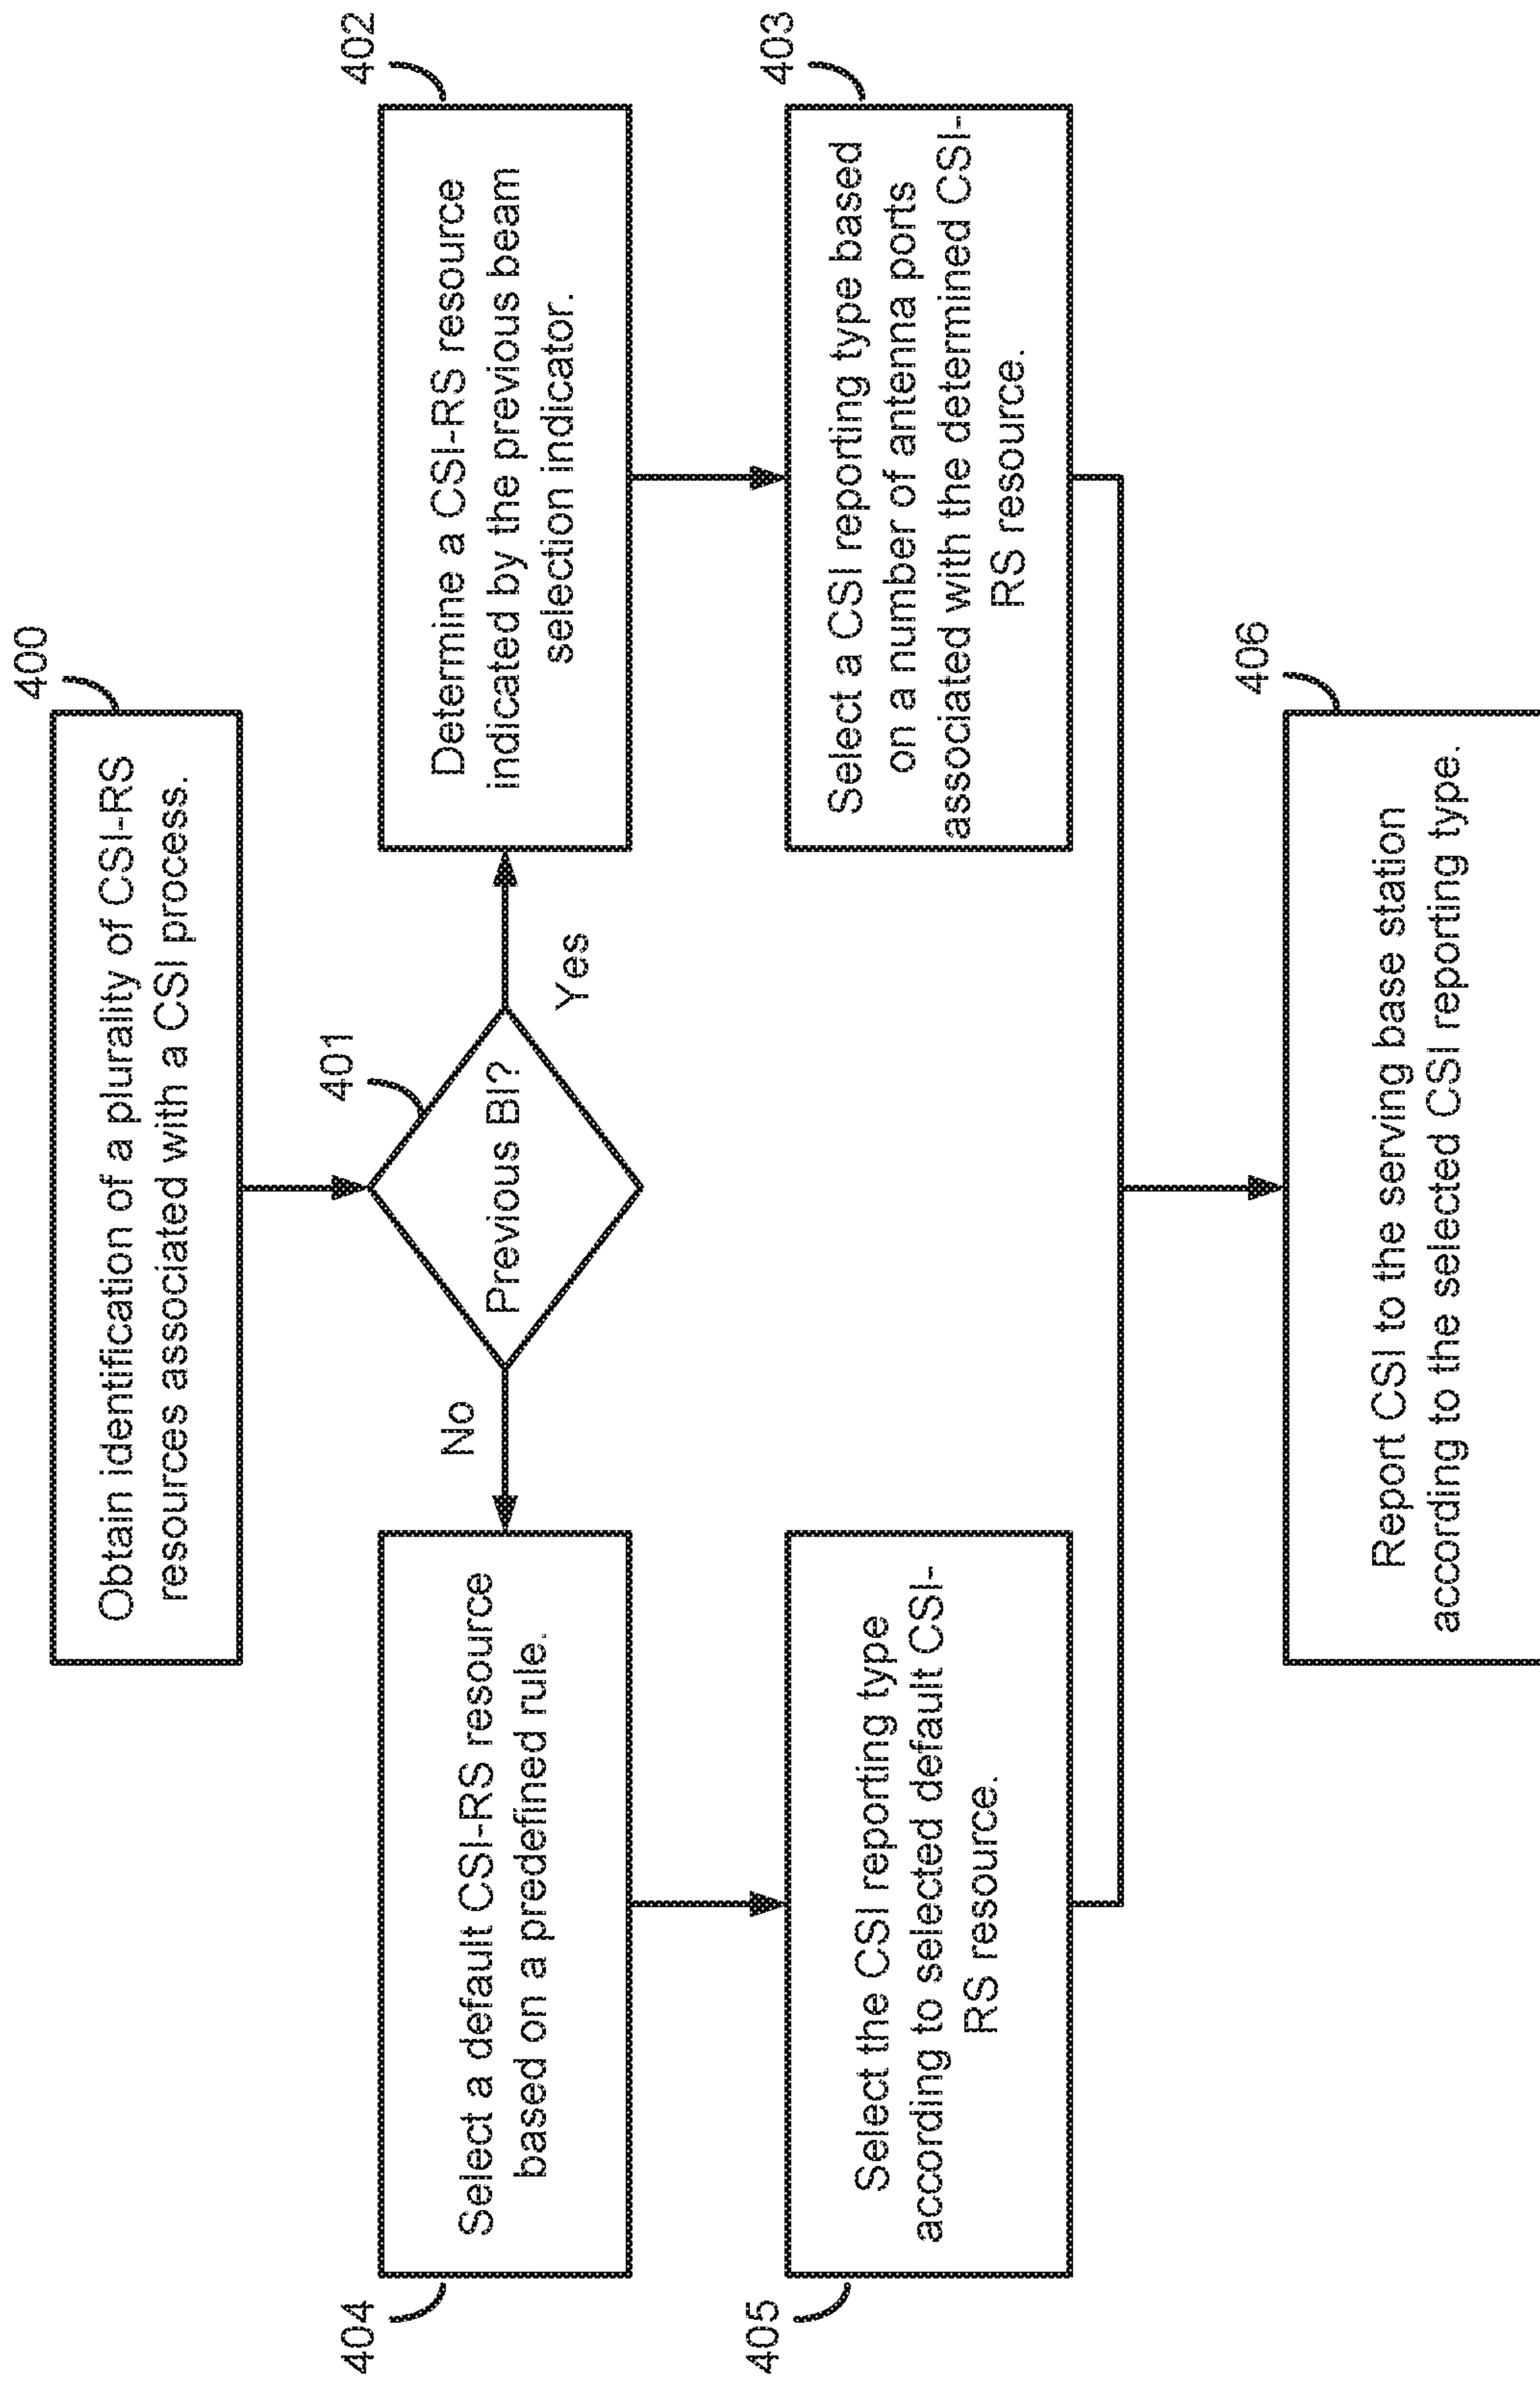 400
Obtain identification of a plurality of CSI-RS
resources associated with a CSI process.
401
Previous BI?
No
Yes
404
Select a default CSI-RS resource
based on a predefined rule.
402
Determine a CSI-RS resource
indicated by the previous beam
selection indicator.
405
Select the CSI reporting type
according to selected default CSI-
RS resource.
403
Select a CSI reporting type based
on a number of antenna ports
associated with the determined CSI-
RS resource.
406
Report CSI to the serving base station
according to the selected CSI reporting type.